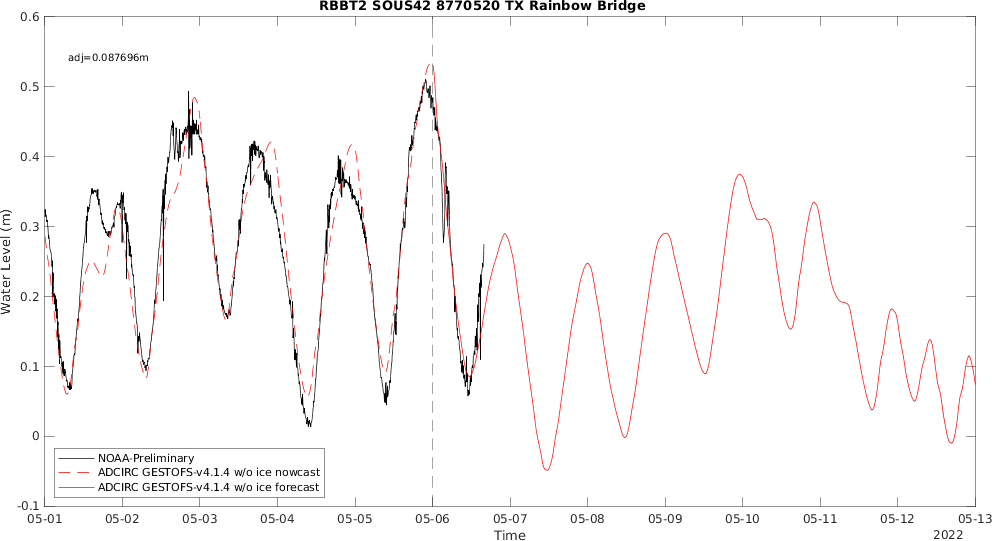 RBBT2 SOUS42 8770520 TX Rainbow Bridge
adj=0.087696m
0.6
0.5
0.4
0.3
0.2
0.1
0
-0.1
Water Level (m)
NOAA-Preliminary
ADCIRC GESTOFS-v4.1.4 w/o ice nowcast
ADCIRC GESTOFS-v4.1.4 w/o ice forecast
05-01 05-02 05-03 05-04 05-05 05-06 05-07 05-08 05-09 05-10 05-11 05-12 05-13
Time
2022